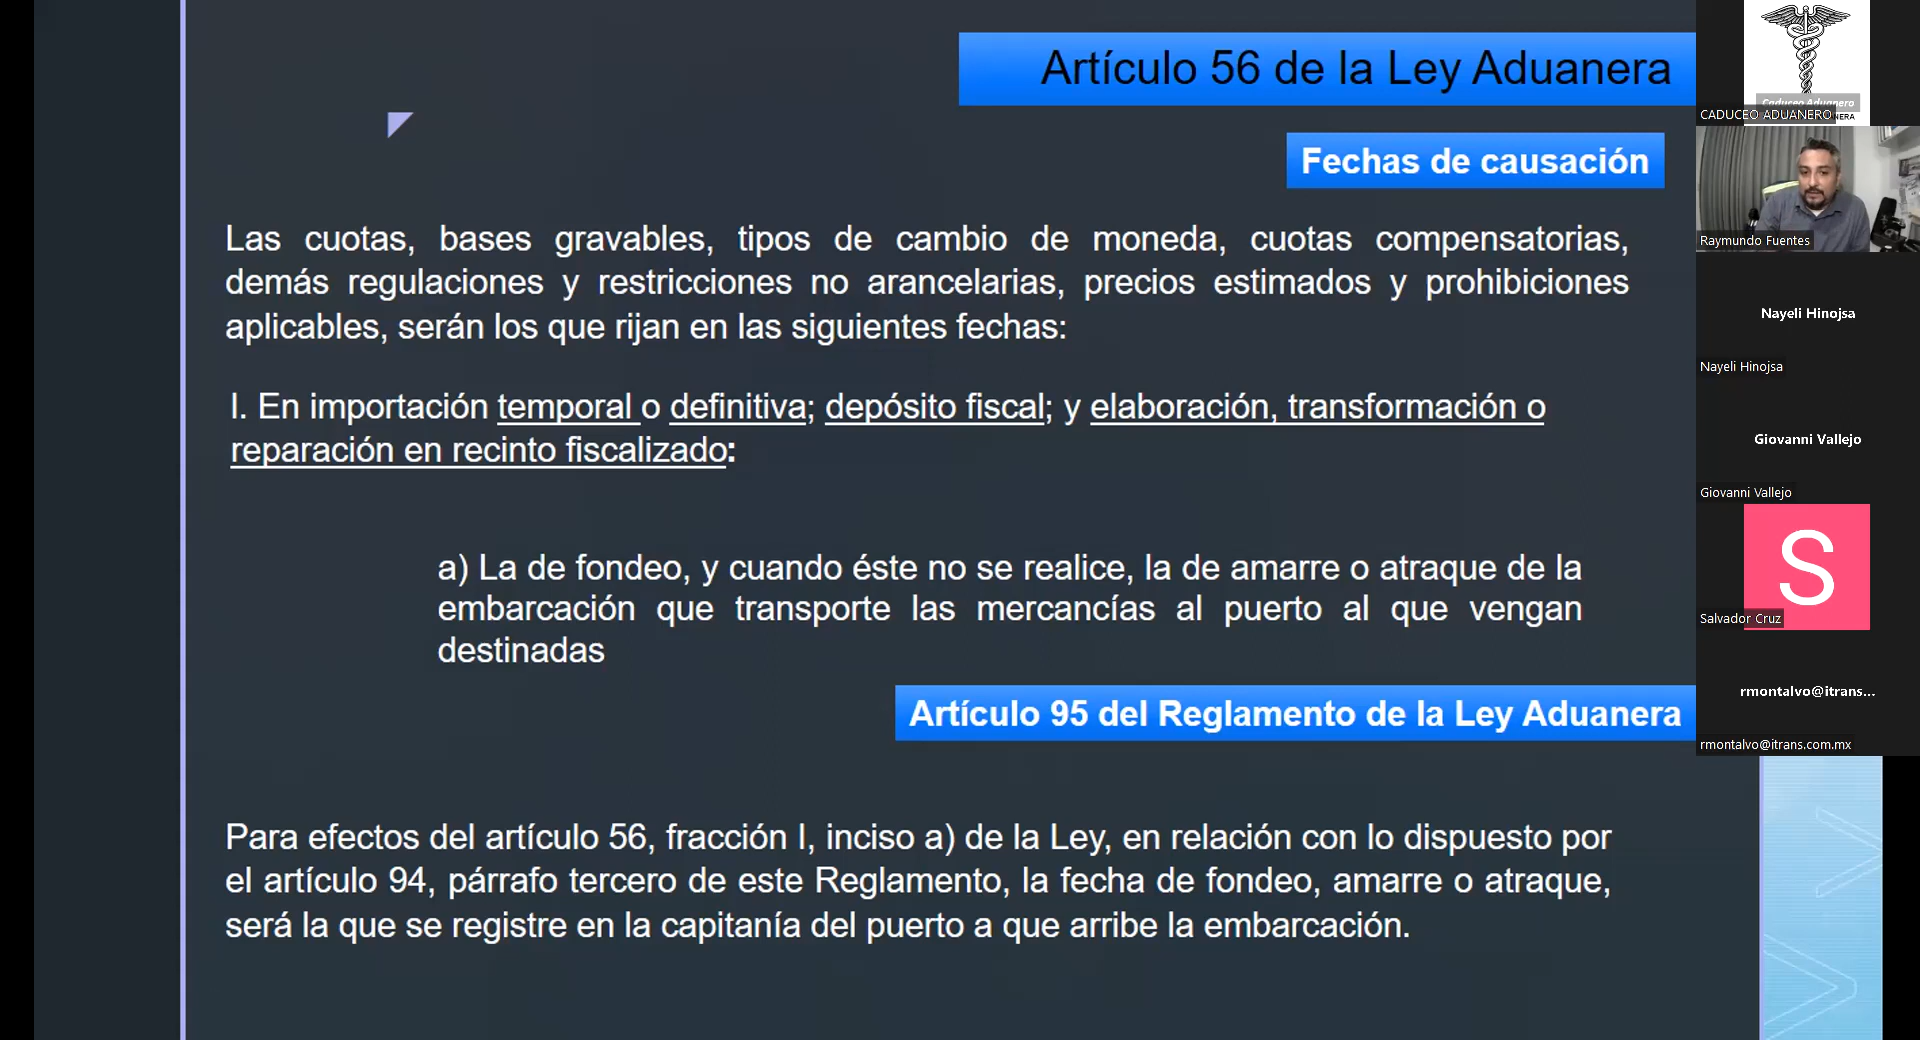 Artículo 56 de la Ley Aduanera
Fechas de causación
Las cuotas, bases gravables, tipos de cambio de moneda, cuotas compensatorias,
demás regulaciones y restricciones no arancelarias, precios estimados y prohibiciones
aplicables, serán los que rijan en las siguientes fechas:
I. En importación temporal o definitiva; depósito fiscal; y elaboración, transformación o
reparación en recinto fiscalizado:
a) La de fondeo, y cuando éste no se realice, la de amarre o atraque de la
embarcación que transporte las mercancías al puerto al que vengan
destinadas
Artículo 95 del Reglamento de la Ley Aduanera
Para efectos del artículo 56, fracción I, inciso a) de la Ley, en relación con lo dispuesto por
el artículo 94, párrafo tercero de este Reglamento, la fecha de fondeo, amarre o atraque,
será la que se registre en la capitanía del puerto a que arribe la embarcación.
Caduceo Aduanero
CADUCEO ADUANERO
Raymundo Fuentes
Nayeli Hinojsa
Nayeli Hinojsa
Giovanni Vallejo
Giovanni Vallejo
S
Salvador Cruz
rmontalvo@itrans...
rmontalvo@itrans.com.mx